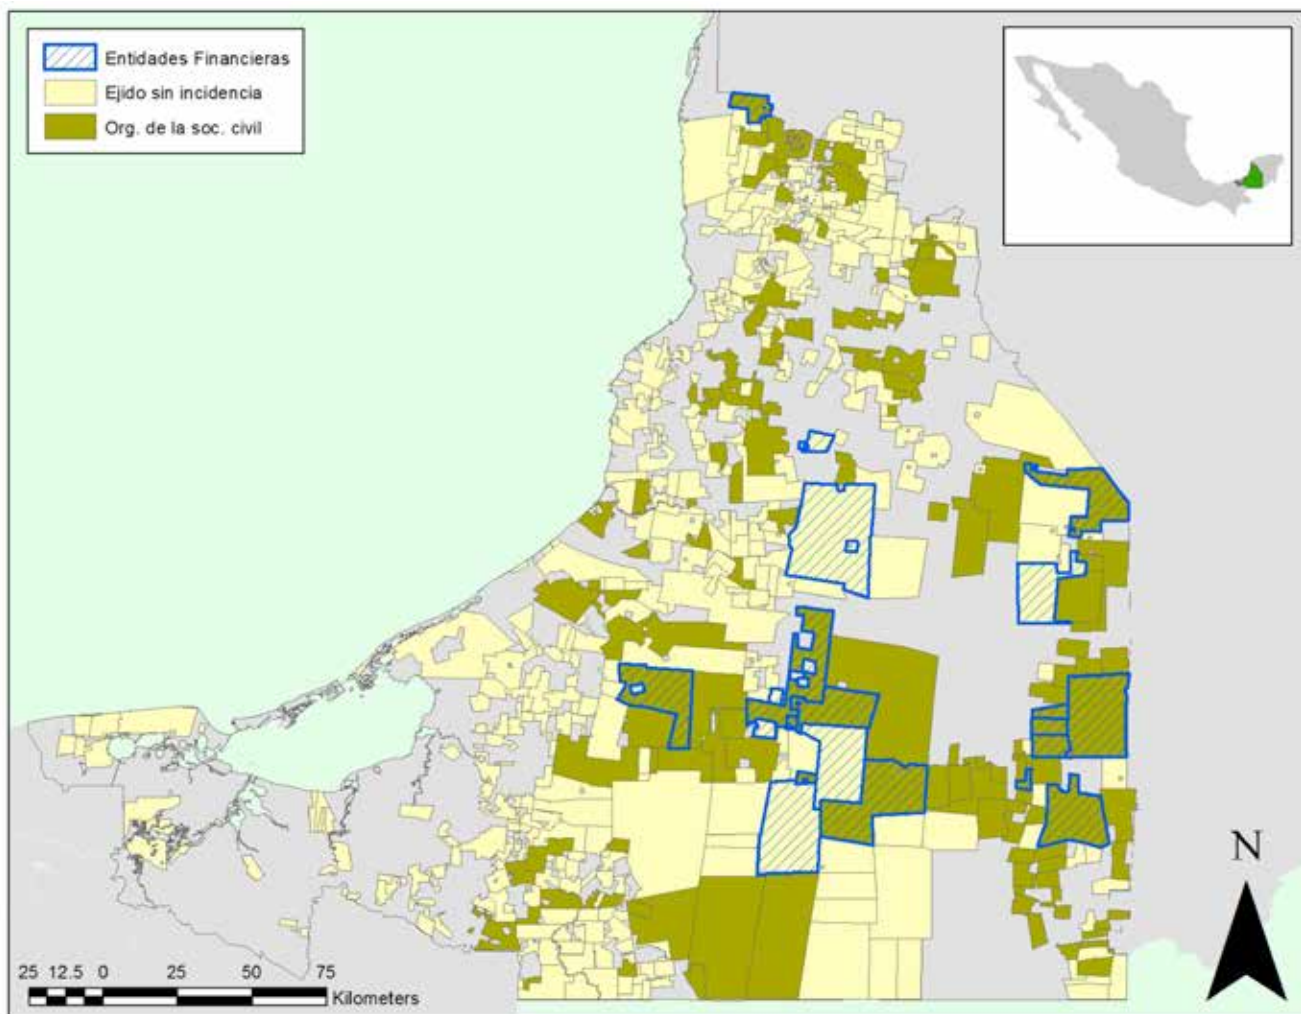 Entidades Financieras
Ejido sin incidencia
Org. de la soc. civil
N
25 12.5 0 25 50 75
Kilometers